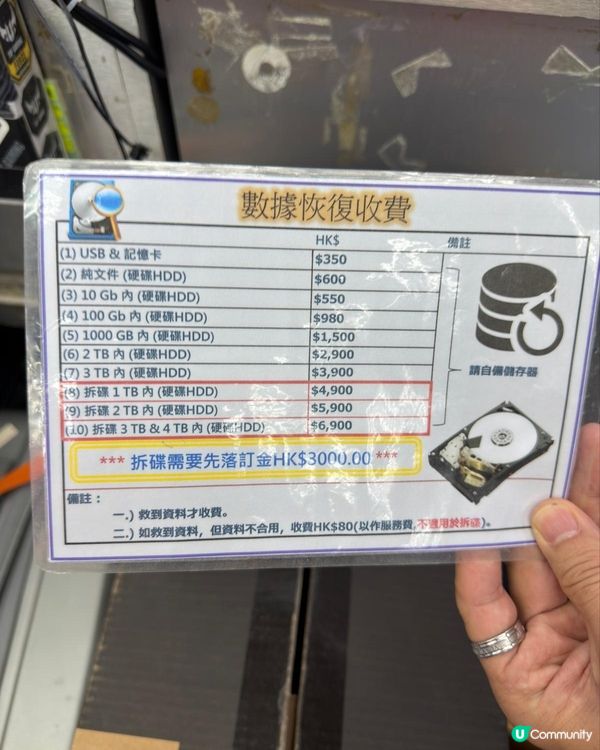 數據恢復收費
HK$ 備註
(1) USB & 記憶卡 $350
(2) 純文件 (硬碟HDD) $600
(3) 10 Gb 內 (硬碟HDD) $550
(4) 100 Gb 內 (硬碟HDD) $980
(5) 1000 GB 內 (硬碟HDD) $1,500
(6) 2 TB 內 (硬碟HDD) $2,900
(7) 3 TB 內 (硬碟HDD) $3,900
請自備儲存器
(8) 拆碟 1 TB 內 (硬碟HDD) $4,900
(9) 拆碟 2 TB 內 (硬碟HDD) $5,900
(10) 拆碟 3 TB & 4 TB 內 (硬碟HDD) $6,900
*** 拆碟需要先落訂金HK$3000.00 ***
備註：
一.) 救到資料才收費。
二.) 如救到資料，但資料不合用，收費HK$80(以作服務費,不適用於拆碟)。
U Community